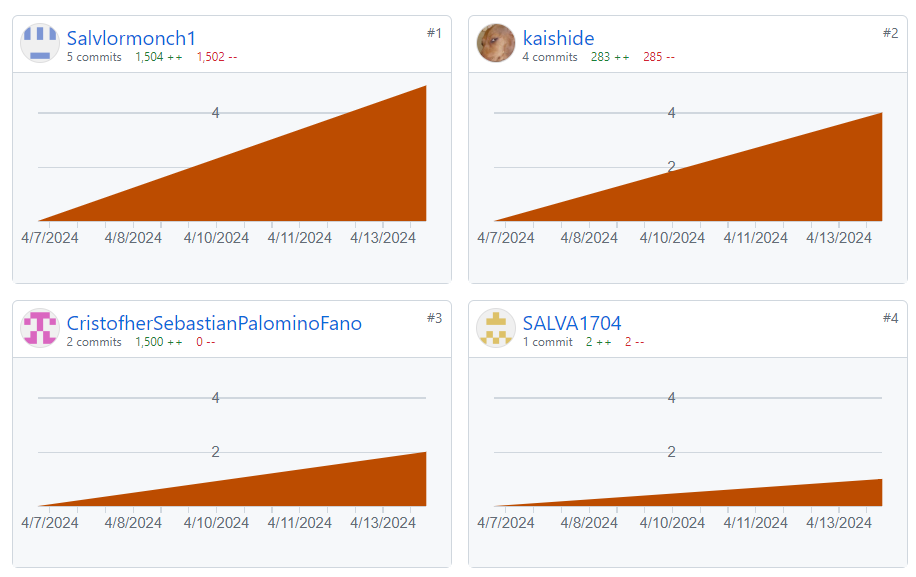 Salvlormonch1 #1
5 commits 1,504 ++ 1,502 --
4
4/7/2024 4/8/2024 4/10/2024 4/11/2024 4/13/2024
kaishide #2
4 commits 283 ++ 285 --
4
2
4/7/2024 4/8/2024 4/10/2024 4/11/2024 4/13/2024
CristofherSebastianPalominoFano #3
2 commits 1,500 ++ 0 --
4
2
4/7/2024 4/8/2024 4/10/2024 4/11/2024 4/13/2024
SALVA1704 #4
1 commit 2 ++ 2 --
4
2
4/7/2024 4/8/2024 4/10/2024 4/11/2024 4/13/2024